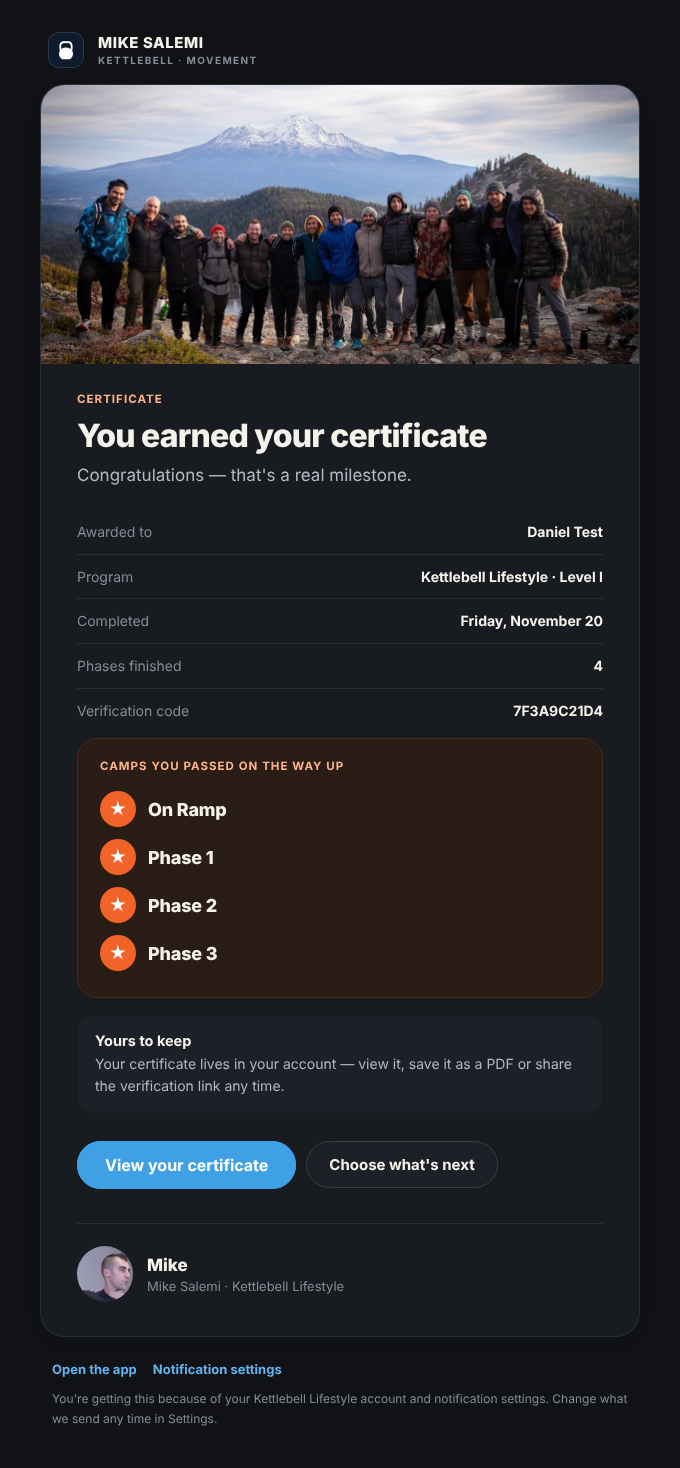 MIKE SALEMI
KETTLEBELL · MOVEMENT
CERTIFICATE
You earned your certificate
Congratulations — that's a real milestone.
Awarded to Daniel Test
Program Kettlebell Lifestyle · Level I
Completed Friday, November 20
Phases finished 4
Verification code 7F3A9C21D4
CAMPS YOU PASSED ON THE WAY UP
On Ramp
Phase 1
Phase 2
Phase 3
Yours to keep
Your certificate lives in your account — view it, save it as a PDF or share
the verification link any time.
View your certificate Choose what's next
Mike
Mike Salemi · Kettlebell Lifestyle
Open the app Notification settings
You're getting this because of your Kettlebell Lifestyle account and notification settings. Change what
we send any time in Settings.